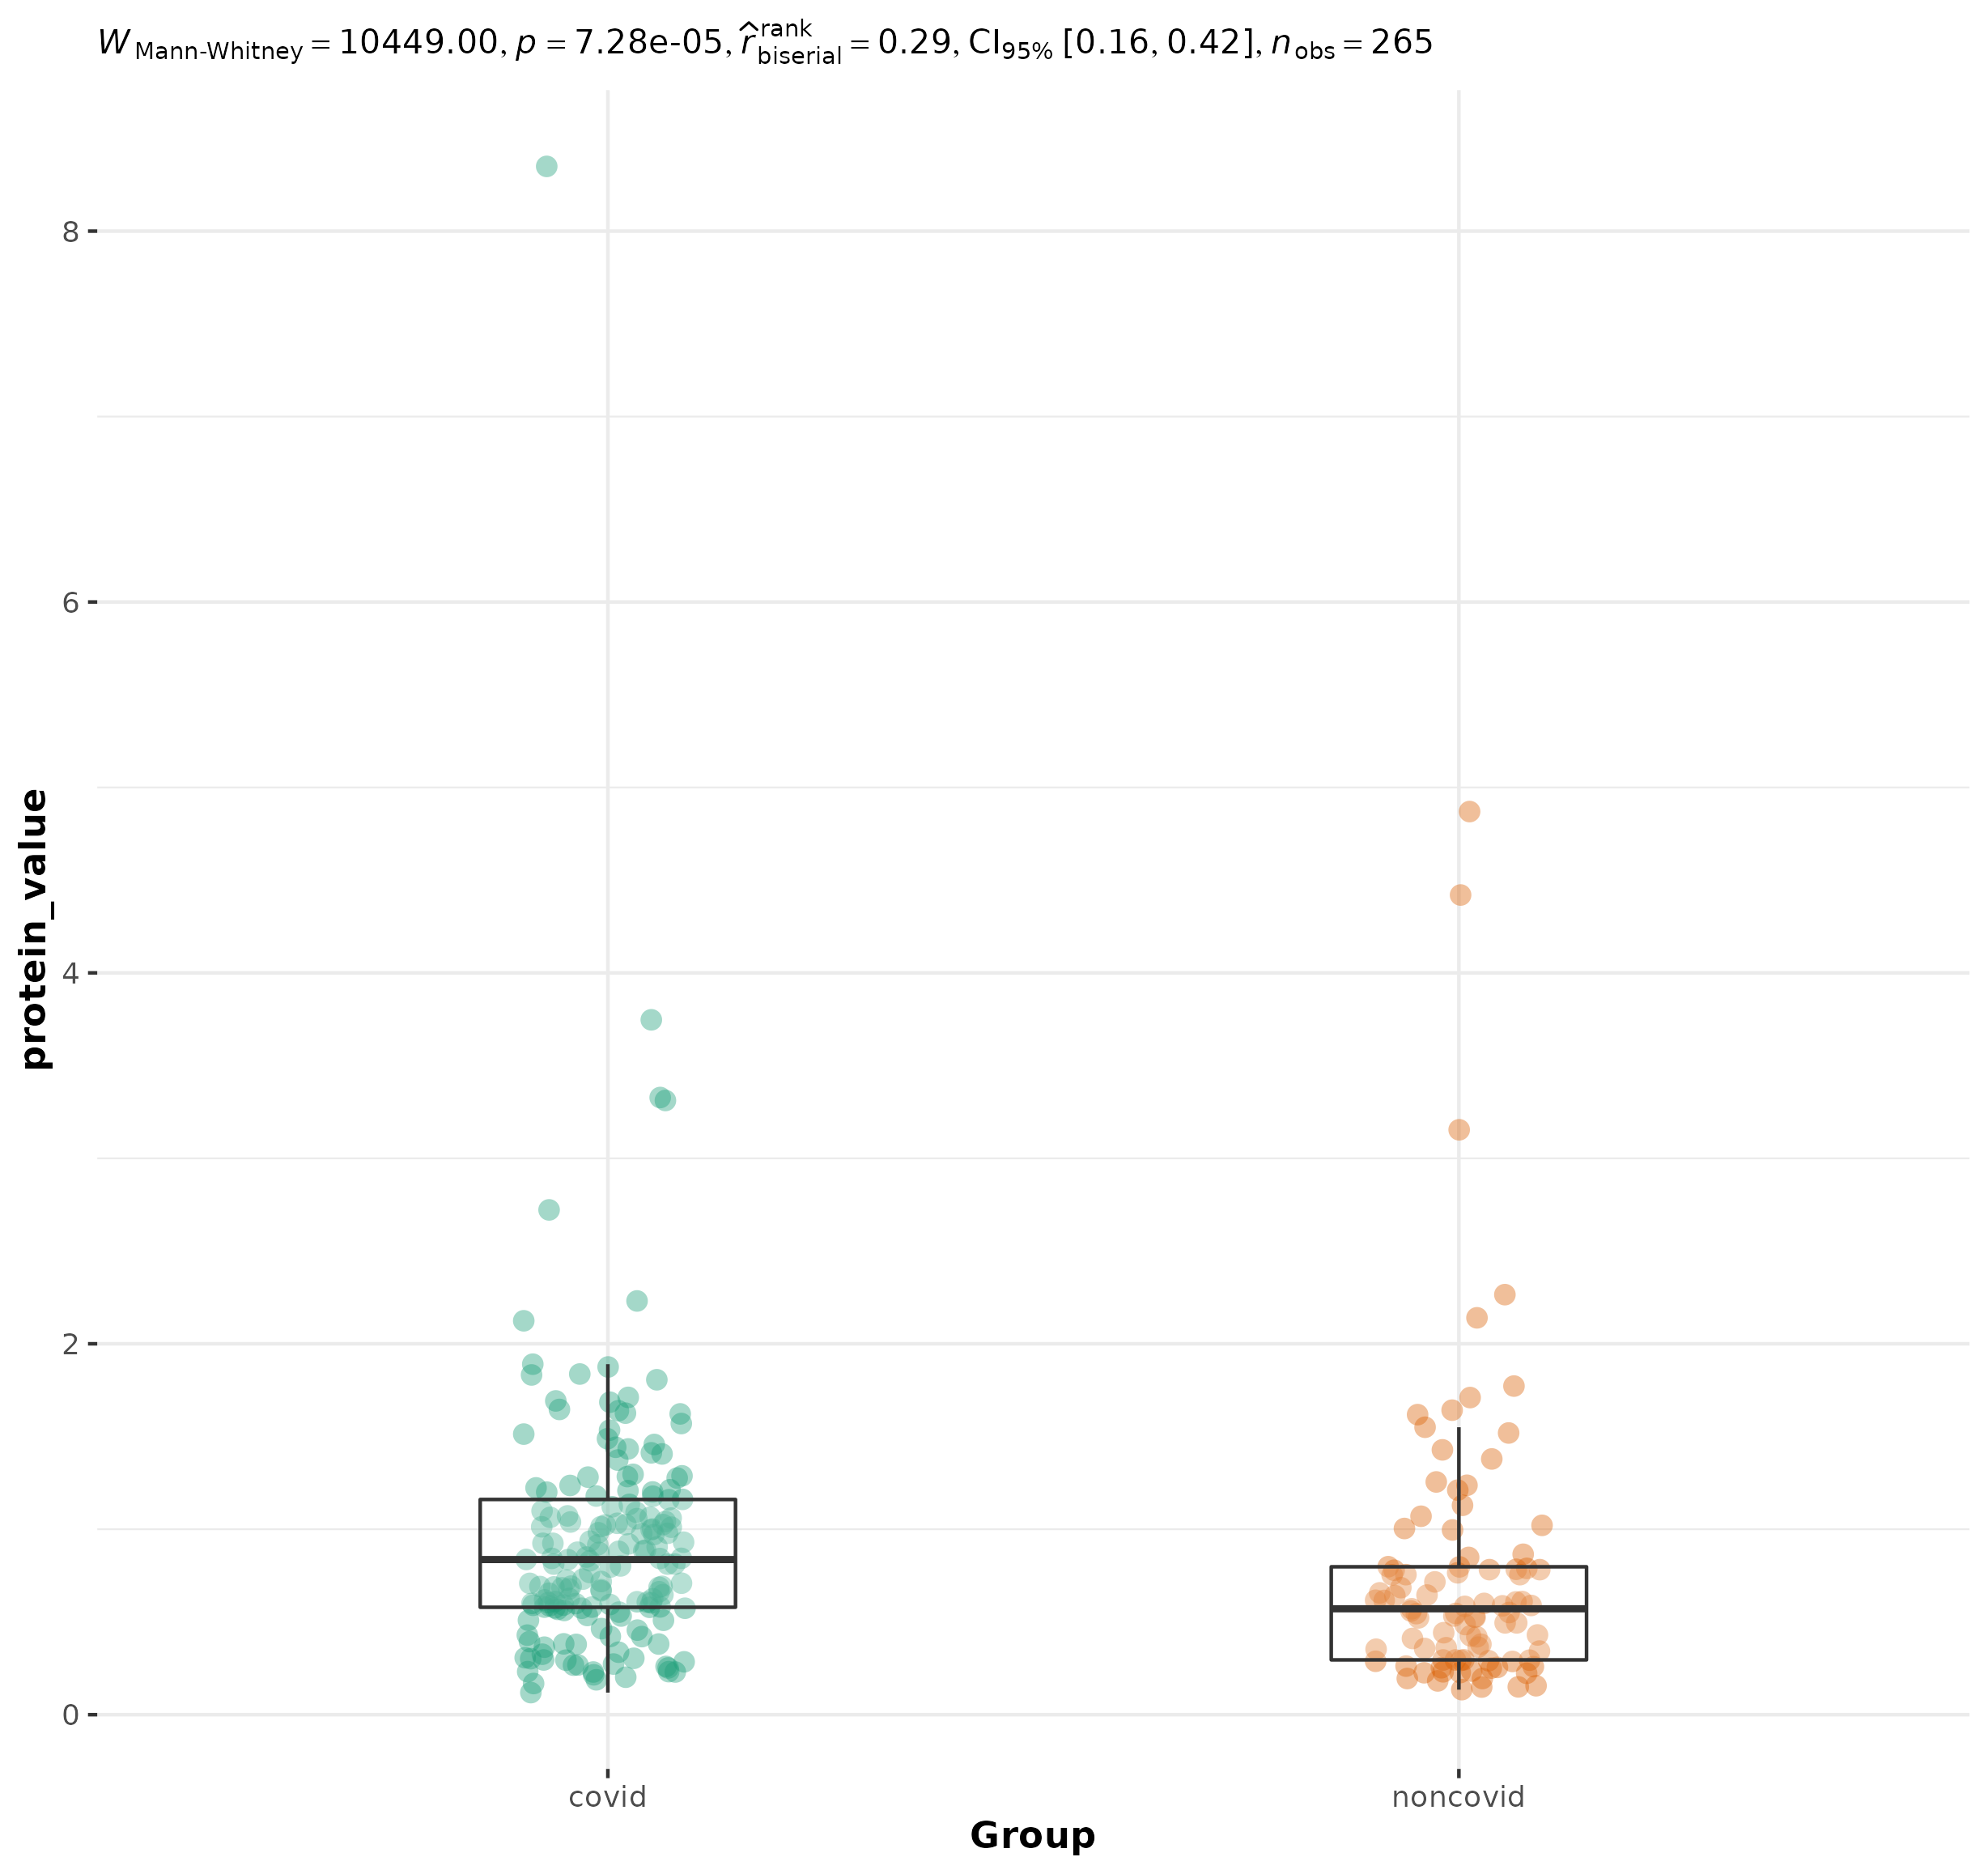 W Mann-Whitney = 10449.00, p = 7.28e-05, r̂ rank biserial = 0.29, CI95% [0.16, 0.42], n obs = 265
8
6
4
2
0
protein_value
covid noncovid
Group